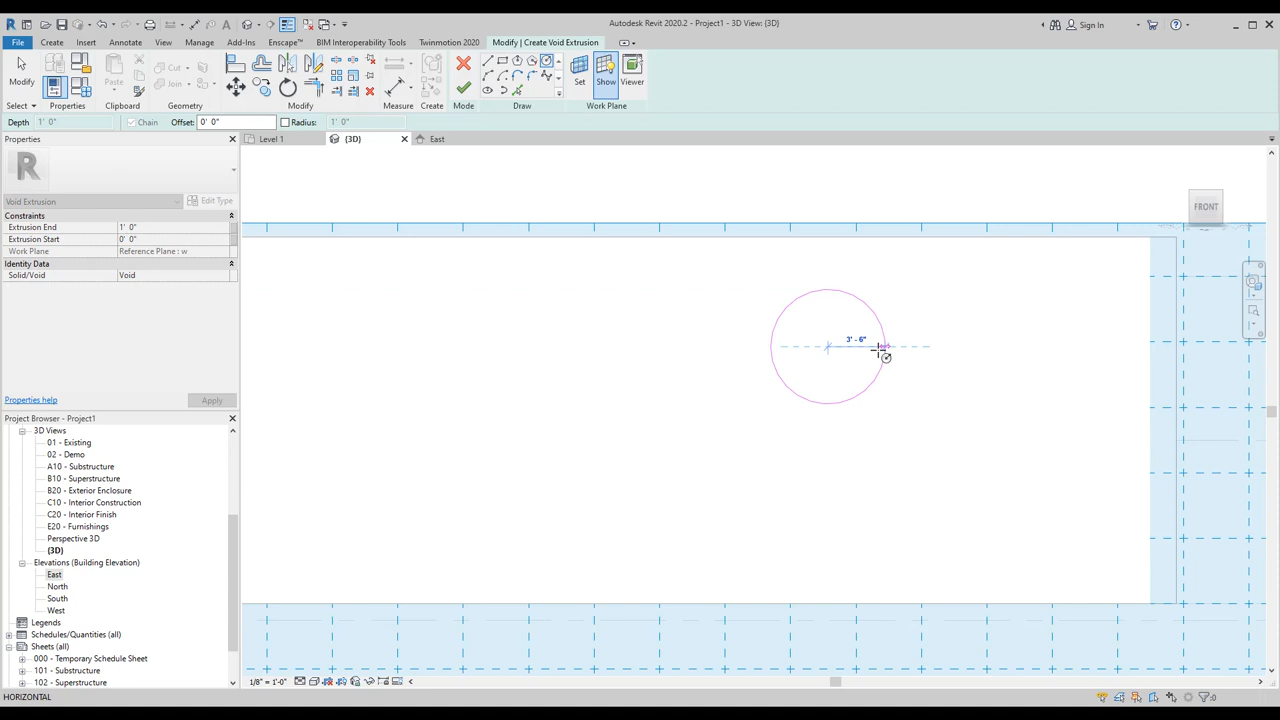 Autodesk Revit 2020.2 - Project1 - 3D View: {3D}
Sign In
File
Create
Insert
Annotate
View
Manage
Add-Ins
Enscape™
BIM Interoperability Tools
Twinmotion 2020
Modify | Create Void Extrusion
Modify
Paste
Cut
Join
Set
Show
Viewer
Select
Properties
Clipboard
Geometry
Modify
Measure
Create
Mode
Draw
Work Plane
Depth 1' 0"
Chain
Offset: 0' 0"
Radius: 1' 0"
Properties
Level 1
{3D}
East
Void Extrusion
Edit Type
Constraints
Extrusion End 1' 0"
Extrusion Start 0' 0"
Work Plane Reference Plane : w
Identity Data
Solid/Void Void
FRONT
3' - 6"
Properties help
Apply
Project Browser - Project1
3D Views
01 - Existing
02 - Demo
A10 - Substructure
B10 - Superstructure
B20 - Exterior Enclosure
C10 - Interior Construction
C20 - Interior Finish
E20 - Furnishings
Perspective 3D
{3D}
Elevations (Building Elevation)
East
North
South
West
Legends
Schedules/Quantities (all)
Sheets (all)
000 - Temporary Schedule Sheet
101 - Substructure
102 - Superstructure
1/8" = 1'-0"
HORIZONTAL
:0